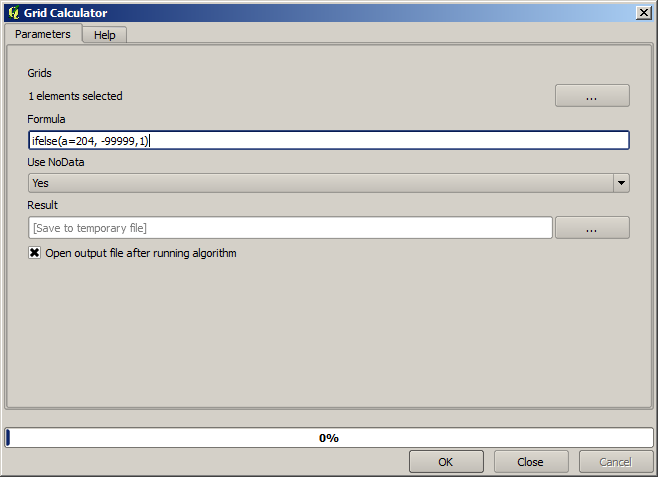 Grid Calculator
Parameters Help
Grids
1 elements selected
...
Formula
ifelse(a=204, -99999,1)
Use NoData
Yes
Result
[Save to temporary file]
...
Open output file after running algorithm
0%
OK Close Cancel